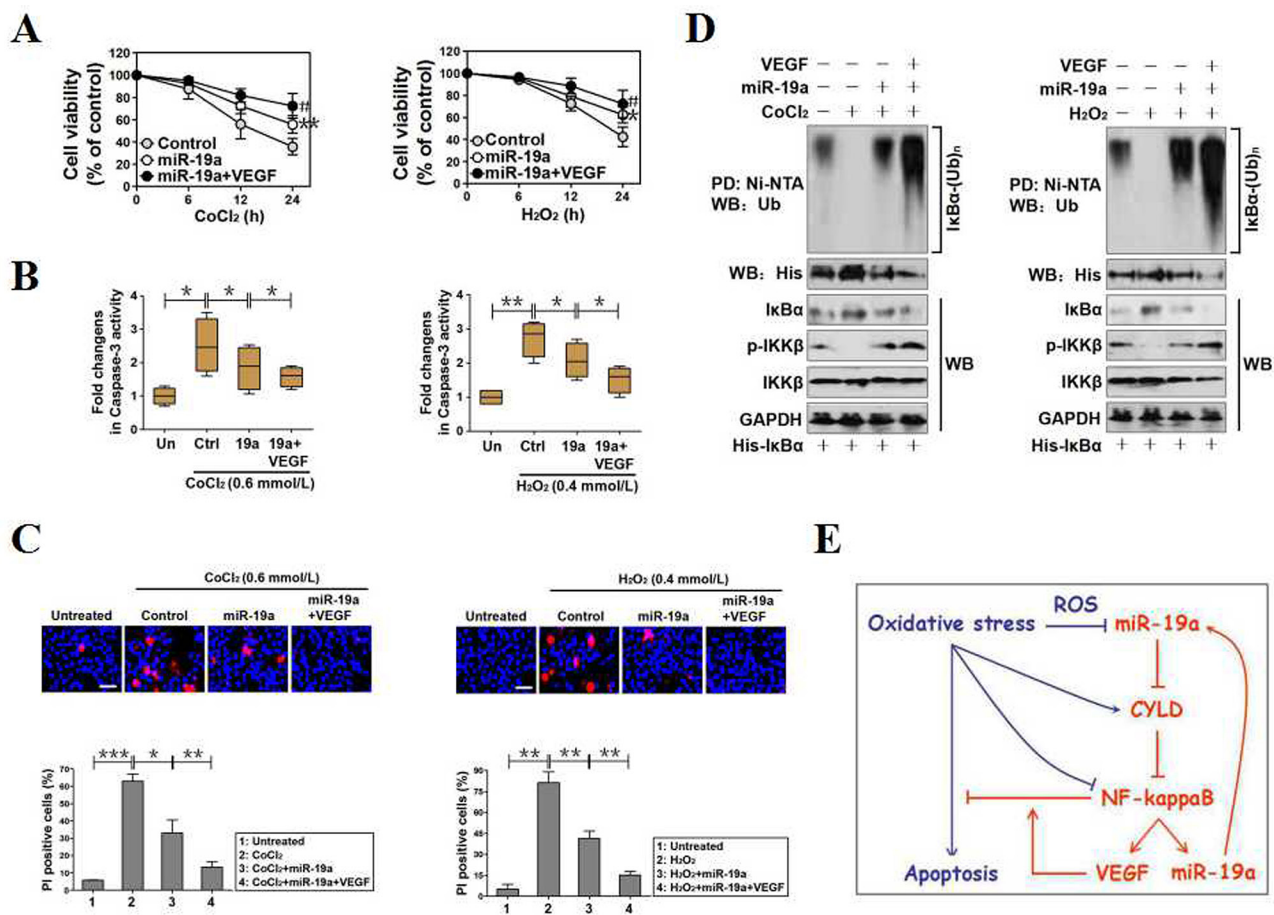 A
Cell viability
(% of control)
120
100
80
60
40
20
0
Control
miR-19a
miR-19a+VEGF
#
**
0 6 12 24
CoCl₂ (h)
Cell viability
(% of control)
120
100
80
60
40
20
0
Control
miR-19a
miR-19a+VEGF
#
*
0 6 12 24
H₂O₂ (h)
B
Fold changens
in Caspase-3 activity
4
3
2
1
0
* * *
Un Ctrl 19a 19a+
VEGF
CoCl₂ (0.6 mmol/L)
Fold changens
in Caspase-3 activity
4
3
2
1
0
** * *
Un Ctrl 19a 19a+
VEGF
H₂O₂ (0.4 mmol/L)
C
CoCl₂ (0.6 mmol/L)
Untreated Control miR-19a miR-19a
+VEGF
H₂O₂ (0.4 mmol/L)
Untreated Control miR-19a miR-19a
+VEGF
PI positive cells (%)
70
60
50
40
30
20
10
0
*** * **
1 2 3 4
1: Untreated
2: CoCl₂
3: CoCl₂+miR-19a
4: CoCl₂+miR-19a+VEGF
PI positive cells (%)
90
75
60
45
30
15
0
** ** **
1 2 3 4
1: Untreated
2: H₂O₂
3: H₂O₂+miR-19a
4: H₂O₂+miR-19a+VEGF
D
VEGF − − − +
miR-19a − − + +
CoCl₂ − + + +
PD: Ni-NTA
WB: Ub
IκBα-(Ub)n
WB: His
IκBα
p-IKKβ
IKKβ
GAPDH
WB
His-IκBα + + + +
VEGF − − − +
miR-19a − − + +
H₂O₂ − + + +
PD: Ni-NTA
WB: Ub
IκBα-(Ub)n
WB: His
IκBα
p-IKKβ
IKKβ
GAPDH
WB
His-IκBα + + + +
E
Oxidative stress ROS miR-19a
CYLD
NF-kappaB
Apoptosis VEGF miR-19a